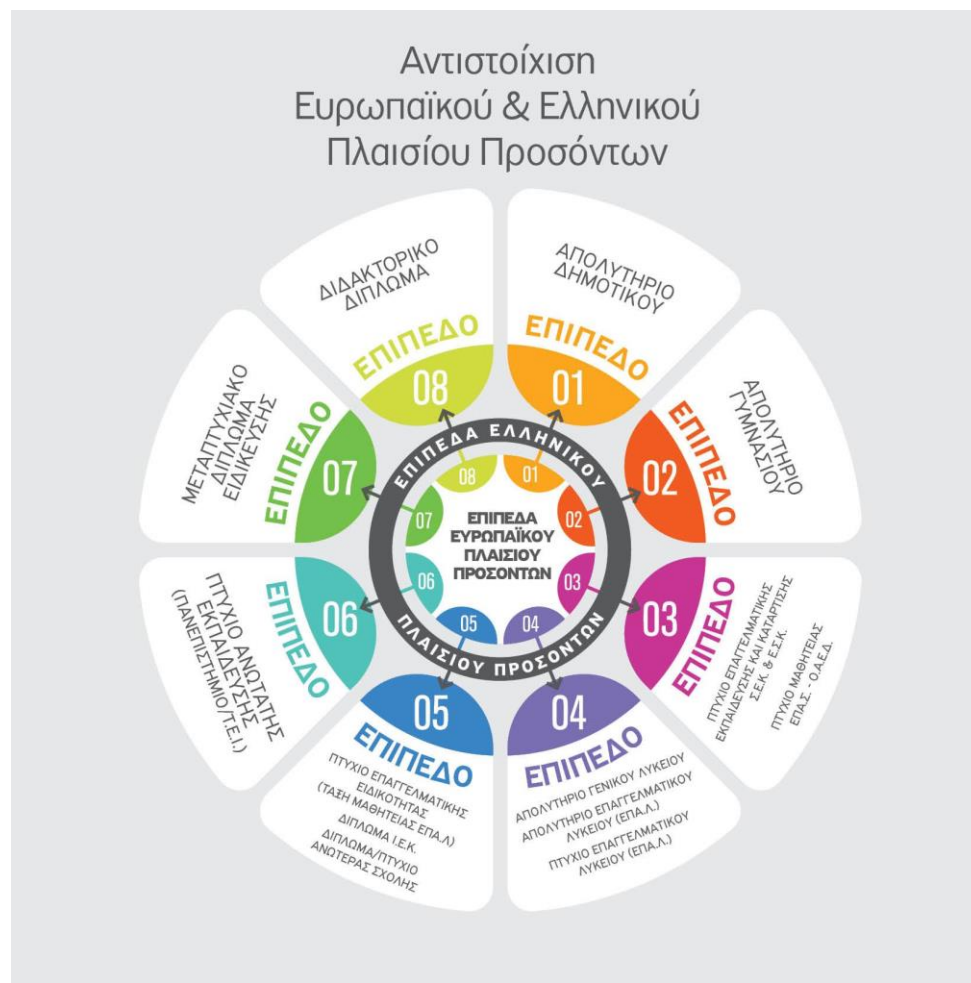 Αντιστοίχιση
Ευρωπαϊκού & Ελληνικού
Πλαισίου Προσόντων
ΑΠΟΛΥΤΗΡΙΟ
ΔΗΜΟΤΙΚΟΥ
ΕΠΙΠΕΔΟ
01
ΑΠΟΛΥΤΗΡΙΟ
ΓΥΜΝΑΣΙΟΥ
ΕΠΙΠΕΔΟ
02
ΕΠΙΠΕΔΟ
03
ΠΤΥΧΙΟ ΕΠΑΓΓΕΛΜΑΤΙΚΗΣ
ΕΚΠΑΙΔΕΥΣΗΣ ΚΑΙ ΚΑΤΑΡΤΙΣΗΣ
Σ.Ε.Κ. & Ε.Σ.Κ.
ΠΤΥΧΙΟ ΜΑΘΗΤΕΙΑΣ
ΕΠΑ.Σ. - Ο.Α.Ε.Δ.
04
ΕΠΙΠΕΔΟ
ΑΠΟΛΥΤΗΡΙΟ ΓΕΝΙΚΟΥ ΛΥΚΕΙΟΥ
ΑΠΟΛΥΤΗΡΙΟ ΕΠΑΓΓΕΛΜΑΤΙΚΟΥ
ΛΥΚΕΙΟΥ (ΕΠΑ.Λ.)
ΠΤΥΧΙΟ ΕΠΑΓΓΕΛΜΑΤΙΚΟΥ
ΛΥΚΕΙΟΥ (ΕΠΑ.Λ.)
05
ΕΠΙΠΕΔΟ
ΠΤΥΧΙΟ ΕΠΑΓΓΕΛΜΑΤΙΚΗΣ
ΕΙΔΙΚΟΤΗΤΑΣ
(ΤΑΞΗ ΜΑΘΗΤΕΙΑΣ ΕΠΑ.Λ)
ΔΙΠΛΩΜΑ Ι.Ε.Κ.
ΔΙΠΛΩΜΑ/ΠΤΥΧΙΟ
ΑΝΩΤΕΡΑΣ ΣΧΟΛΗΣ
06
ΕΠΙΠΕΔΟ
ΠΤΥΧΙΟ ΑΝΩΤΑΤΗΣ
ΕΚΠΑΙΔΕΥΣΗΣ
(ΠΑΝΕΠΙΣΤΗΜΙΟ/Τ.Ε.Ι.)
ΜΕΤΑΠΤΥΧΙΑΚΟ
ΔΙΠΛΩΜΑ
ΕΙΔΙΚΕΥΣΗΣ
ΕΠΙΠΕΔΟ
07
ΔΙΔΑΚΤΟΡΙΚΟ
ΔΙΠΛΩΜΑ
ΕΠΙΠΕΔΟ
08
ΕΠΙΠΕΔΑ ΕΛΛΗΝΙΚΟΥ
ΠΛΑΙΣΙΟΥ ΠΡΟΣΟΝΤΩΝ
01
02
03
04
05
06
07
08
ΕΠΙΠΕΔΑ
ΕΥΡΩΠΑΪΚΟΥ
ΠΛΑΙΣΙΟΥ
ΠΡΟΣΟΝΤΩΝ